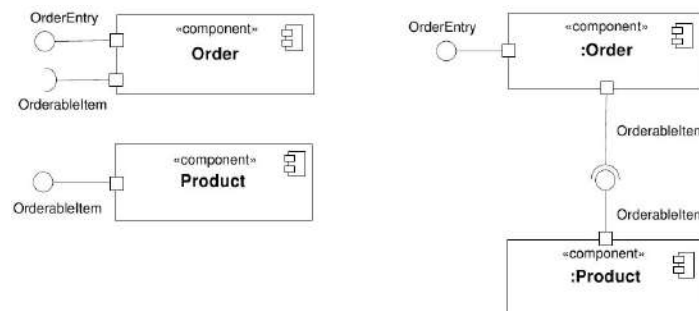 OrderEntry
«component»
Order
OrderableItem
«component»
Product
OrderableItem
OrderEntry
«component»
:Order
OrderableItem
OrderableItem
«component»
:Product